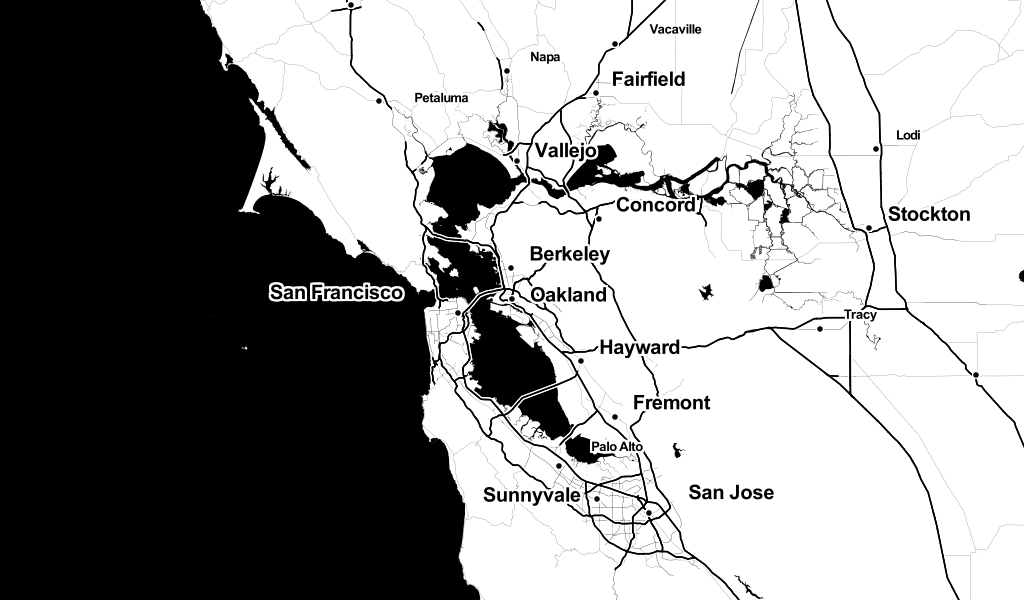 Vacaville
Napa
Fairfield
Petaluma
Lodi
Vallejo
Concord
Stockton
Berkeley
San Francisco
Oakland
Tracy
Hayward
Fremont
Palo Alto
Sunnyvale
San Jose